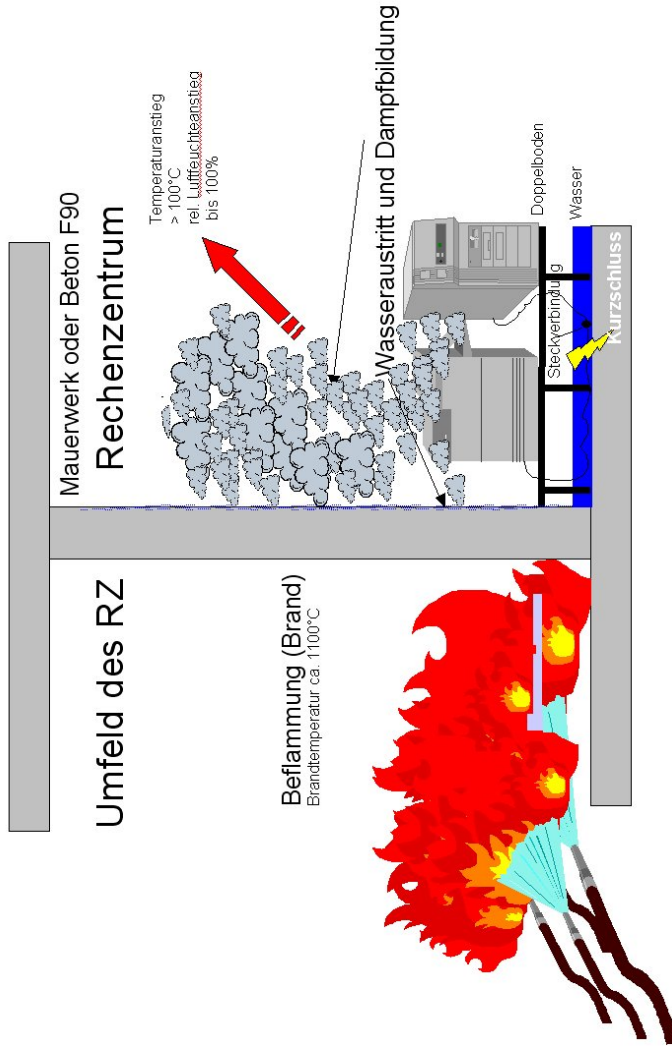 Mauerwerk oder Beton F90
Umfeld des RZ
Rechenzentrum
Temperaturanstieg
> 100°C
rel. Luftfeuchteanstieg
bis 100%
Beflammung (Brand)
Brandtemperatur ca. 1100°C
Wasseraustritt und Dampfbildung
Doppelboden
Steckverbindung
Wasser
Kurzschluss